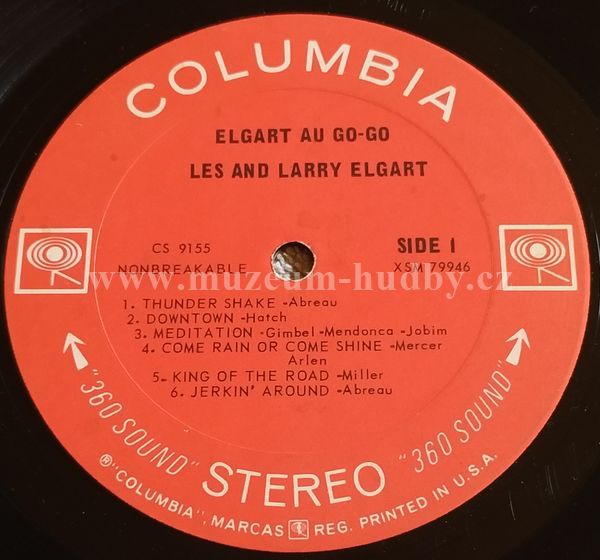 COLUMBIA
ELGART AU GO-GO
LES AND LARRY ELGART
CS 9155
SIDE 1
NONBREAKABLE
XSM 79946
www.muzeum-hudby.cz
1. THUNDER SHAKE -Abreau
2. DOWNTOWN -Hatch
3. MEDITATION -Gimbel -Mendonca -Jobim
4. COME RAIN OR COME SHINE -Mercer
Arlen
5. KING OF THE ROAD -Miller
6. JERKIN' AROUND -Abreau
"360 SOUND" STEREO "360 SOUND"
®"COLUMBIA", MARCAS REG. PRINTED IN U.S.A.